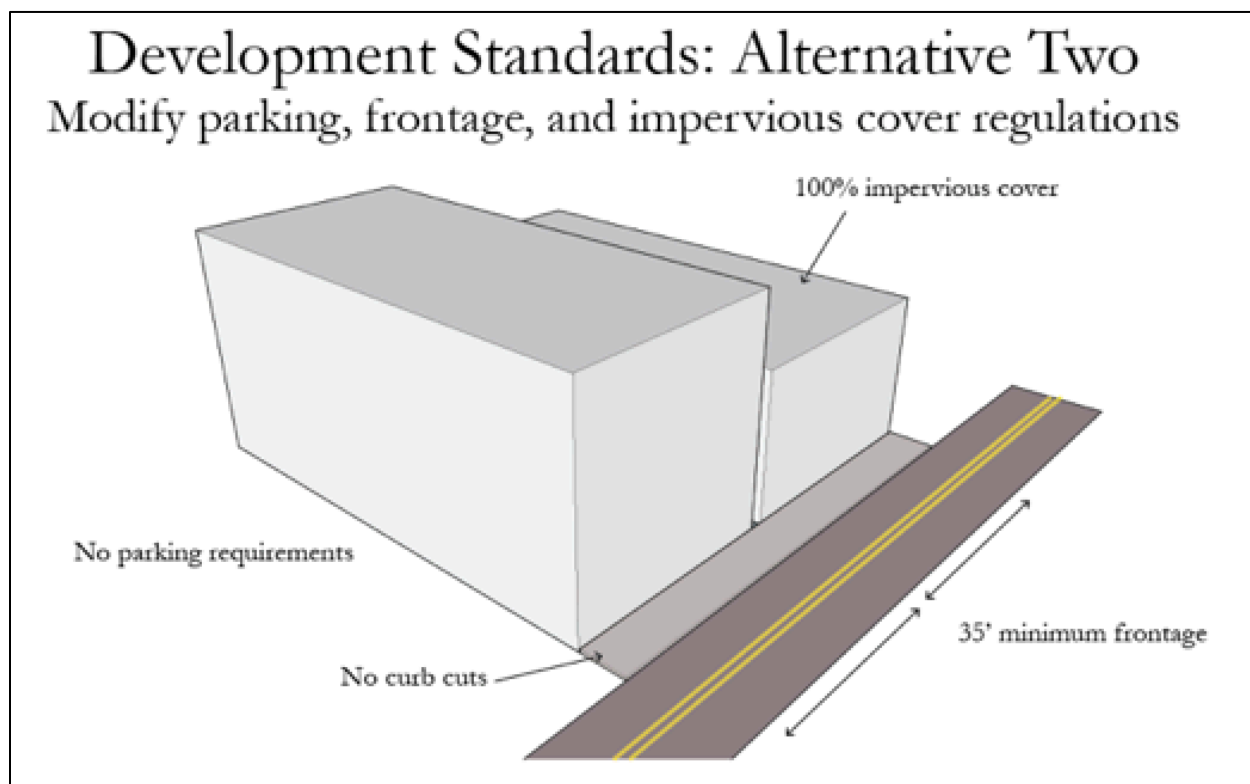 Development Standards: Alternative Two
Modify parking, frontage, and impervious cover regulations
100% impervious cover
No parking requirements
35’ minimum frontage
No curb cuts